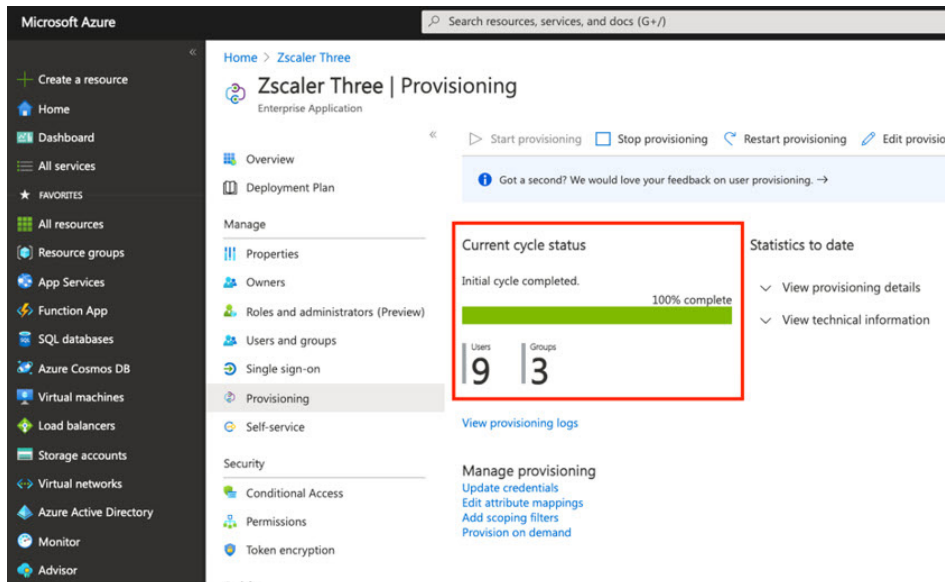 Microsoft Azure
Search resources, services, and docs (G+/)
Create a resource
Home
Dashboard
All services
FAVORITES
All resources
Resource groups
App Services
Function App
SQL databases
Azure Cosmos DB
Virtual machines
Load balancers
Storage accounts
Virtual networks
Azure Active Directory
Monitor
Advisor
Home > Zscaler Three
Zscaler Three | Provisioning
Enterprise Application
Overview
Deployment Plan
Manage
Properties
Owners
Roles and administrators (Preview)
Users and groups
Single sign-on
Provisioning
Self-service
Security
Conditional Access
Permissions
Token encryption
Start provisioning Stop provisioning Restart provisioning Edit provisio
Got a second? We would love your feedback on user provisioning. →
Current cycle status
Initial cycle completed.
100% complete
Users Groups
9 3
View provisioning logs
Manage provisioning
Update credentials
Edit attribute mappings
Add scoping filters
Provision on demand
Statistics to date
View provisioning details
View technical information